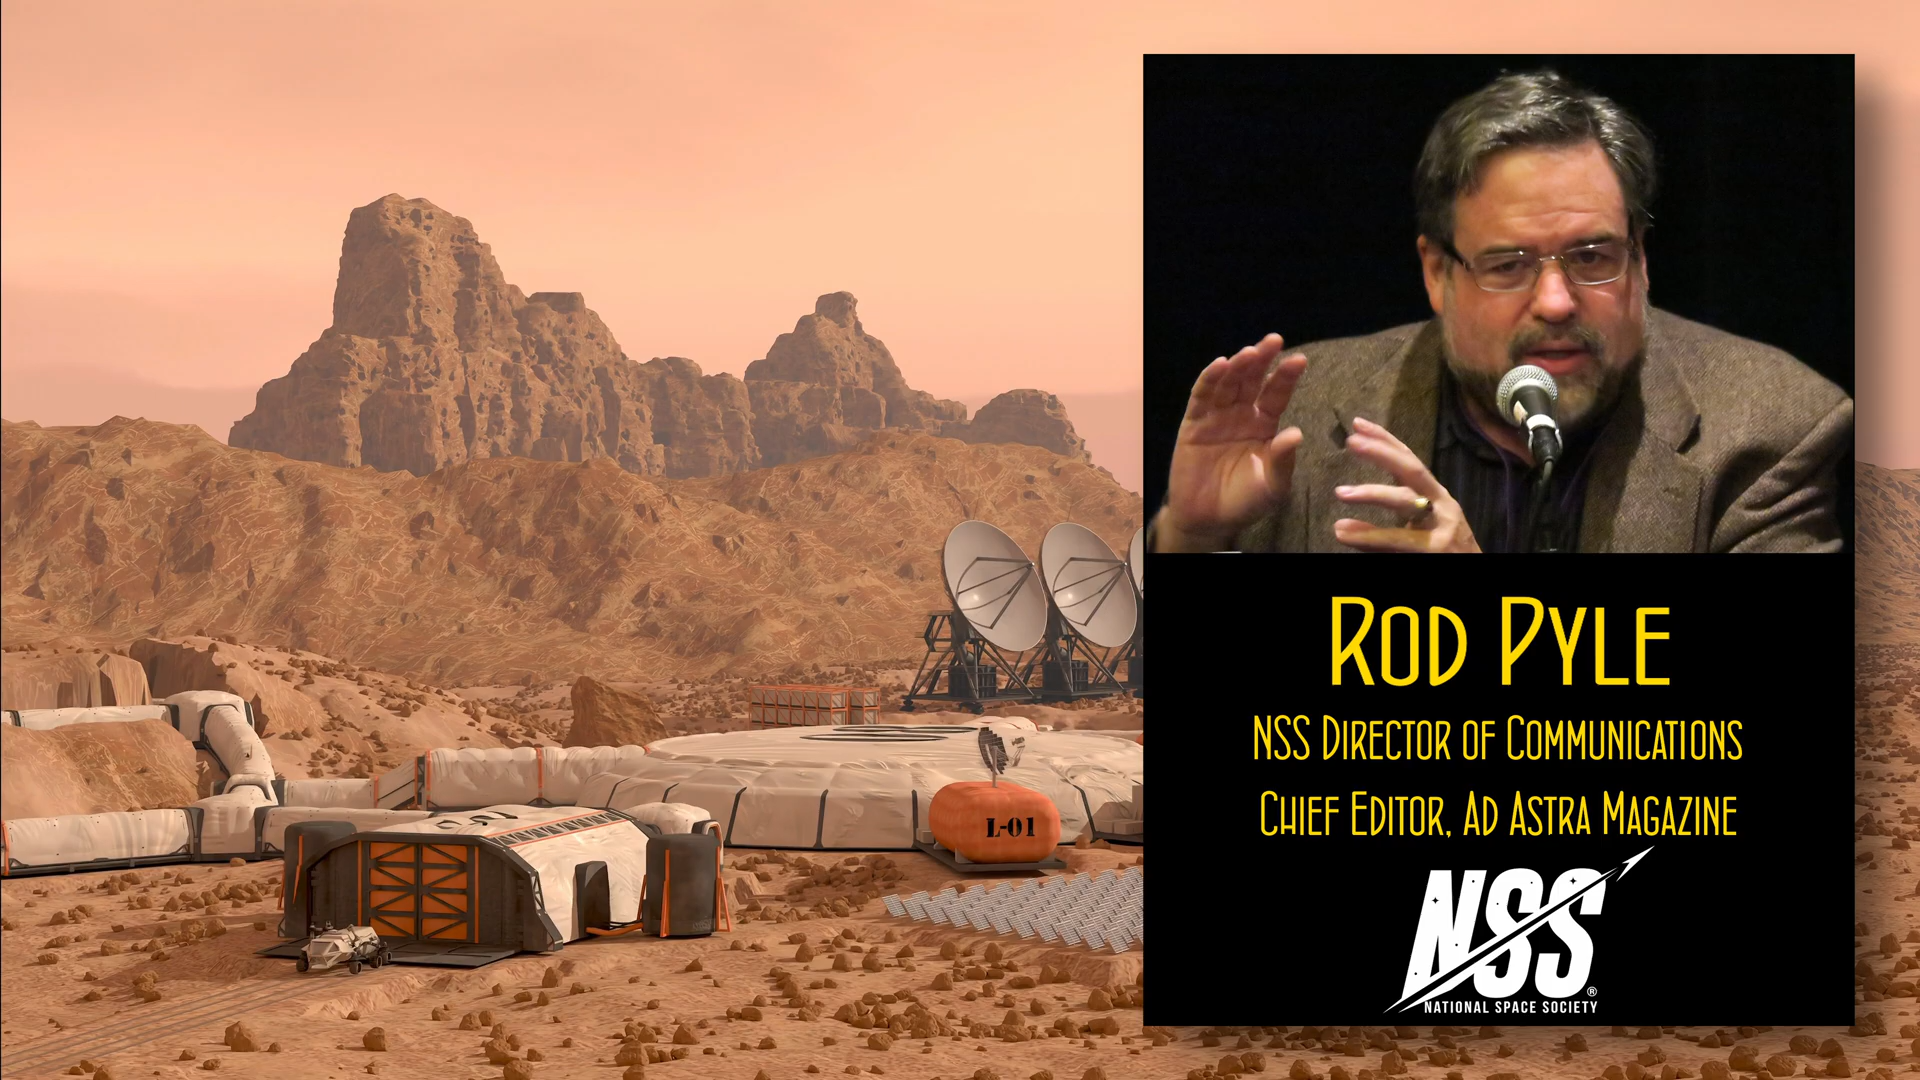 L-01
Rod Pyle
NSS Director of Communications
Chief Editor, Ad Astra Magazine
NSS®
NATIONAL SPACE SOCIETY